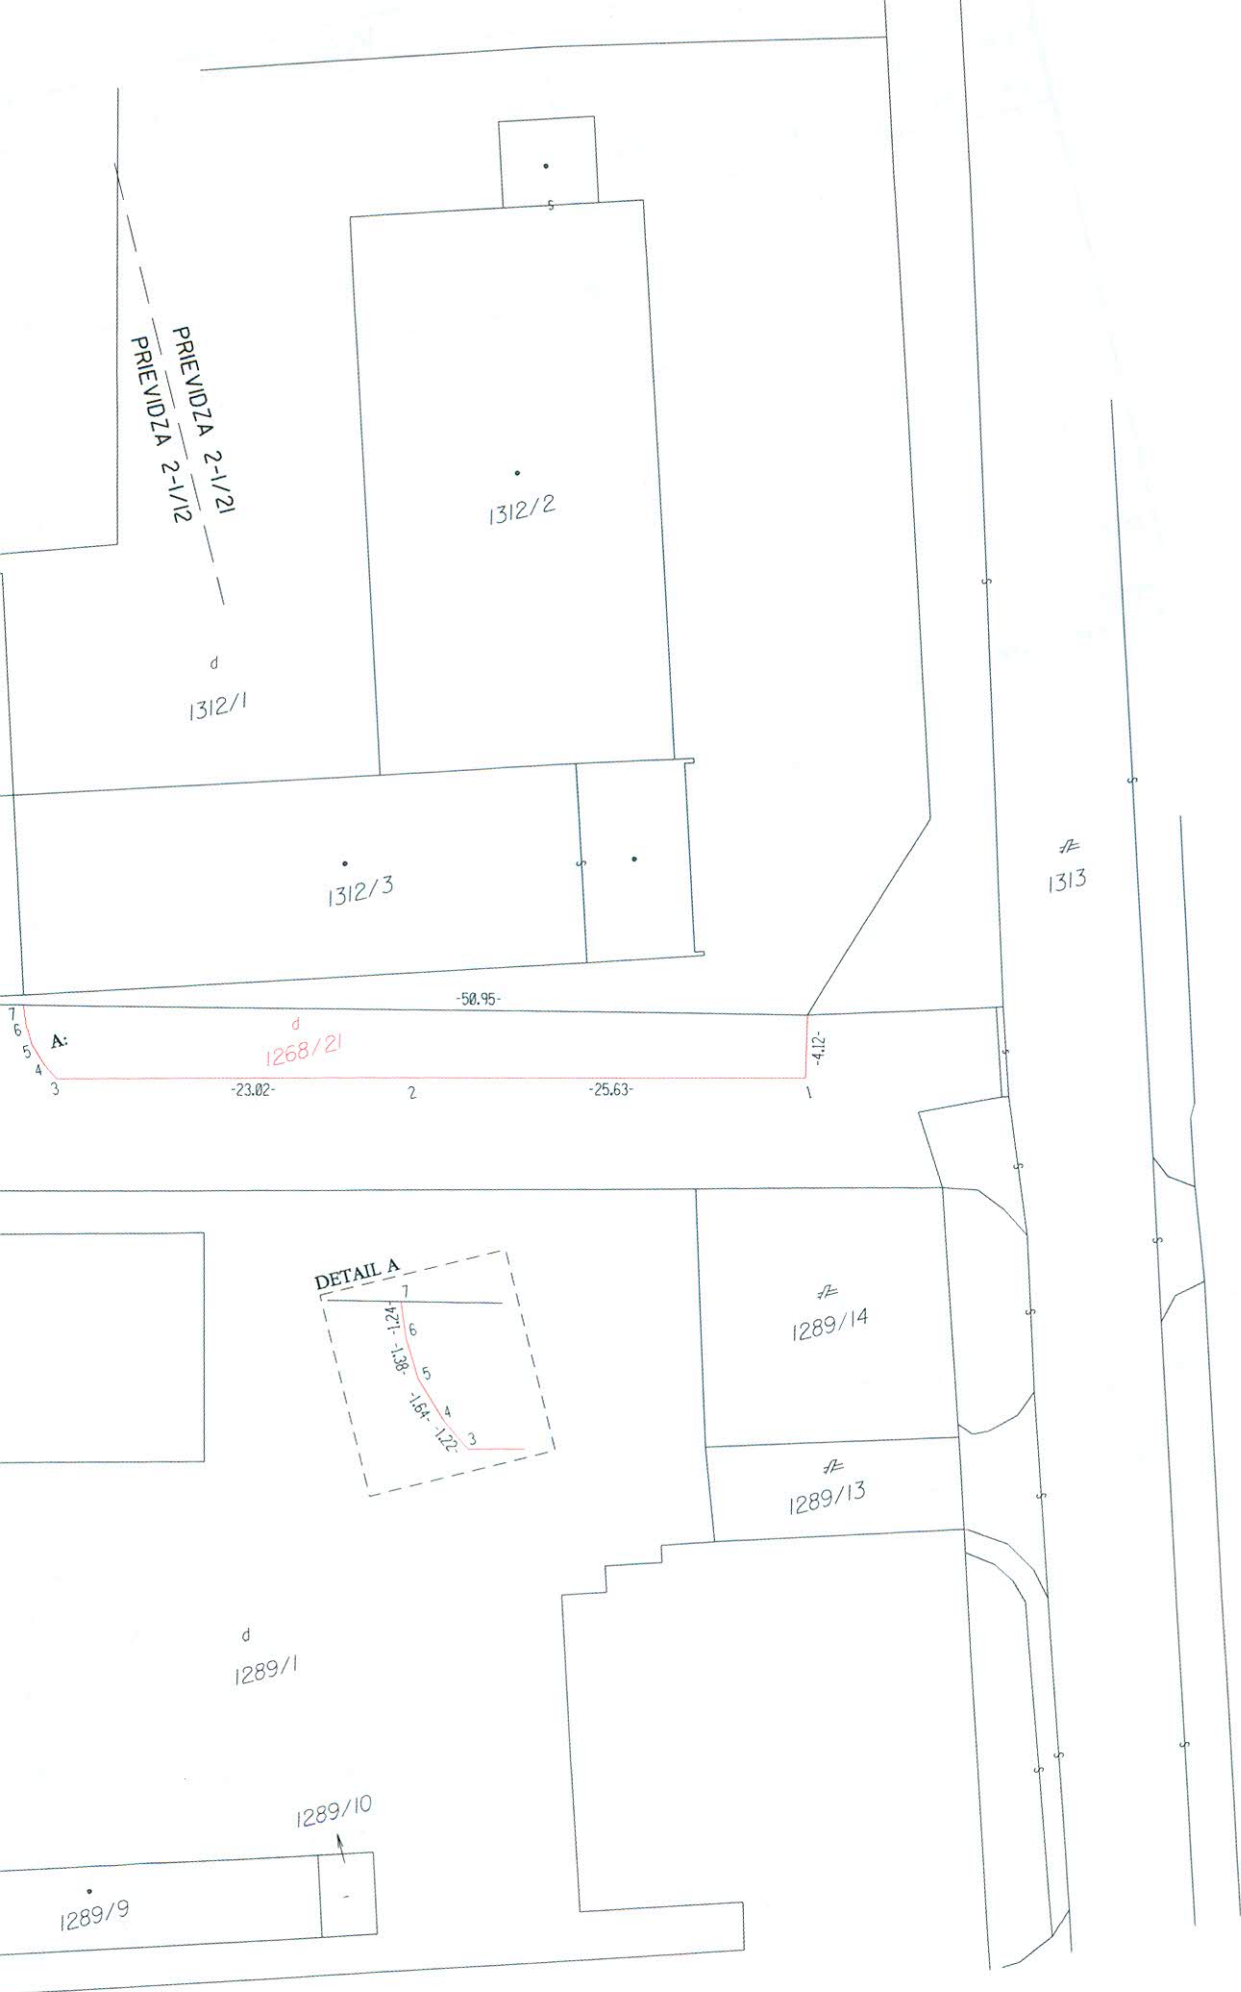 S
PRIEVIDZA 2-1/21
PRIEVIDZA 2-1/12
1312/2
S
d
1312/1
S
1313
S
1312/3
-50.95-
7
6
A:
5
4
3
d
1268/21
-4.12-
S
-23.02-
2
-25.63-
1
S
S
DETAIL A
7
-1.24-
6
-1.38-
5
-1.64-
4
-1.22-
3
1289/14
S
1289/13
S
d
1289/1
S
S
S
1289/10
1289/9